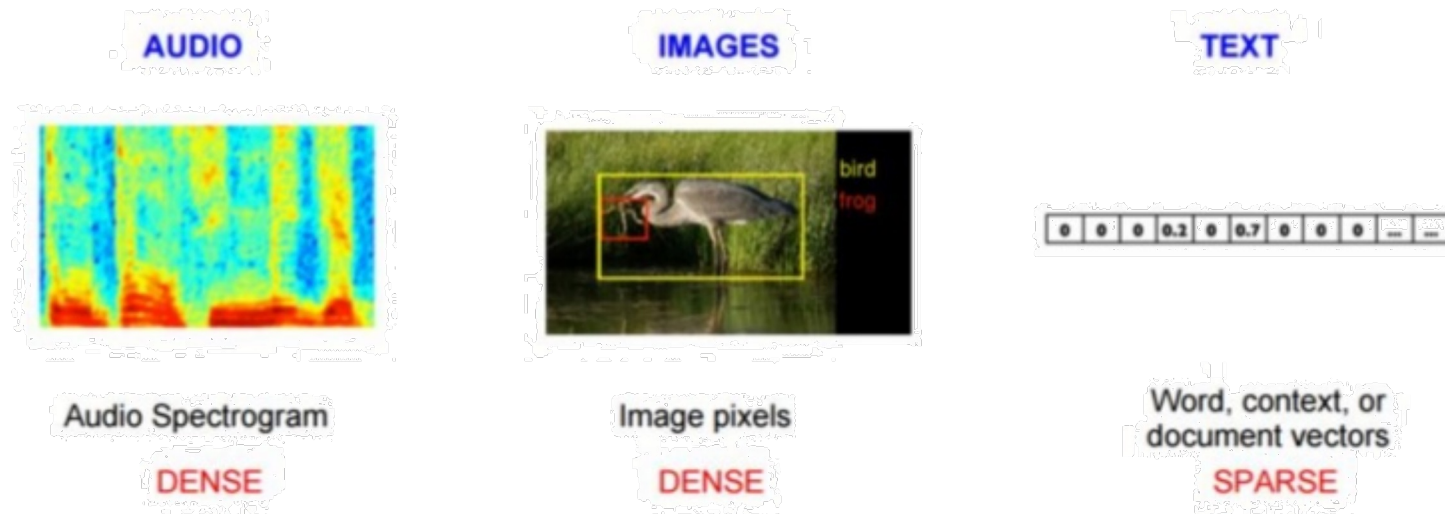 AUDIO
IMAGES
TEXT
bird
frog
0 0 0 0.2 0 0.7 0 0 0 ... ...
Audio Spectrogram
Image pixels
Word, context, or
document vectors
DENSE
DENSE
SPARSE